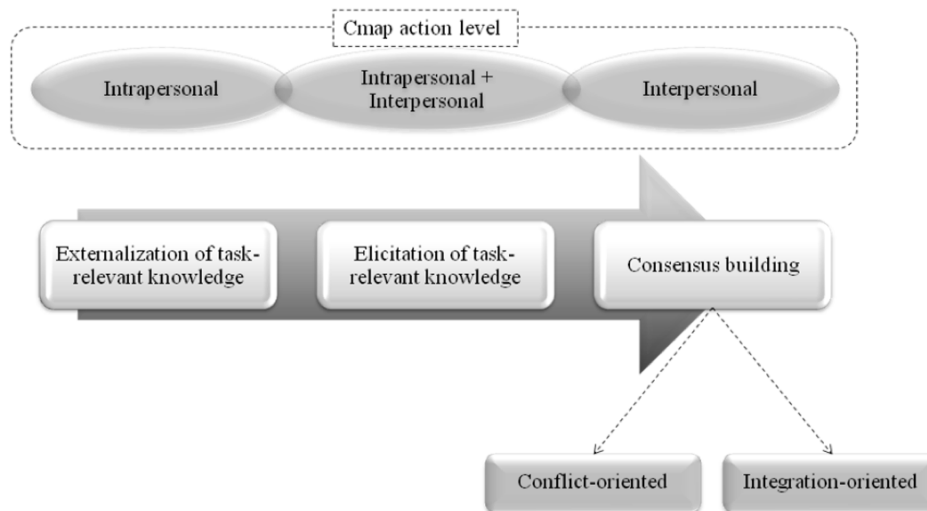 Cmap action level
Intrapersonal
Intrapersonal +
Interpersonal
Interpersonal
Externalization of task-
relevant knowledge
Elicitation of task-
relevant knowledge
Consensus building
Conflict-oriented
Integration-oriented